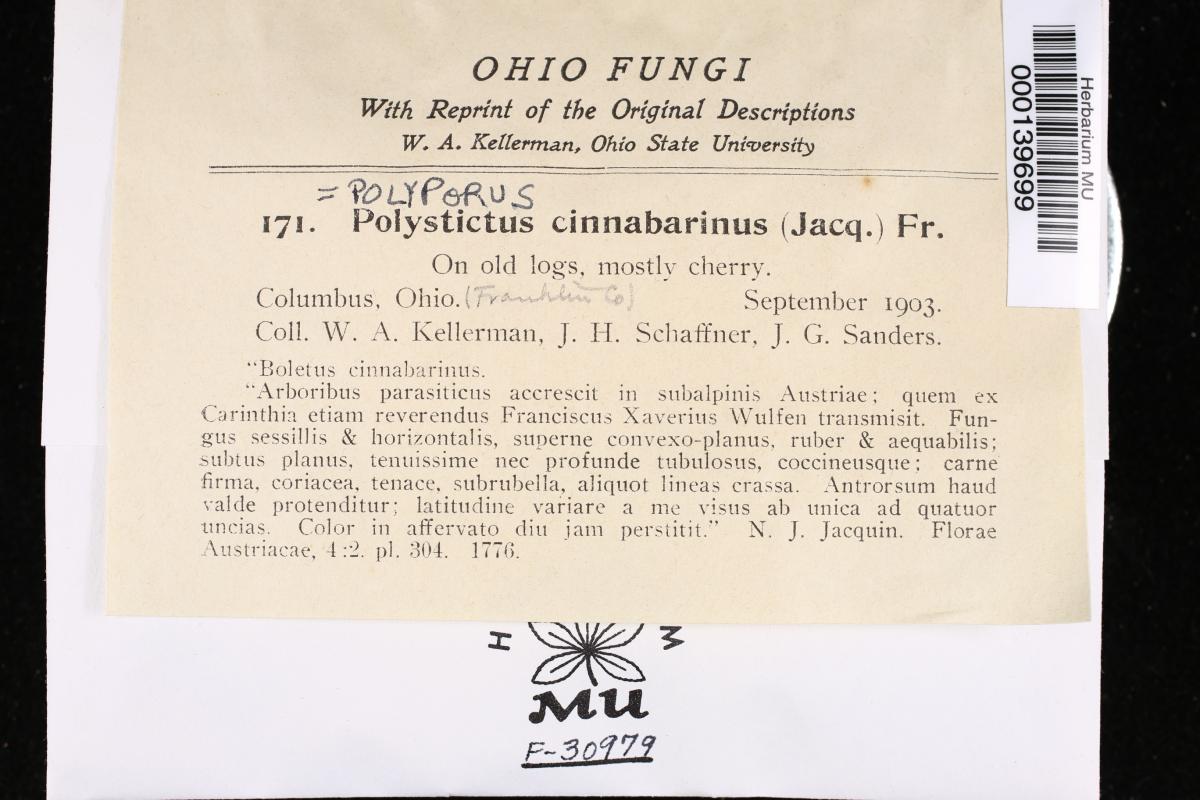 OHIO FUNGI
With Reprint of the Original Descriptions
W. A. Kellerman, Ohio State University
= POLYPORUS
171. Polystictus cinnabarinus (Jacq.) Fr.
On old logs, mostly cherry.
Columbus, Ohio. (Franklin Co) September 1903.
Coll. W. A. Kellerman, J. H. Schaffner, J. G. Sanders.
"Boletus cinnabarinus.
"Arboribus parasiticus accrescit in subalpinis Austriae; quem ex
Carinthia etiam reverendus Franciscus Xaverius Wulfen transmisit. Fun-
gus sessillis & horizontalis, superne convexo-planus, ruber & aequabilis;
subtus planus, tenuissime nec profunde tubulosus, coccineusque; carne
firma, coriacea, tenace, subrubella, aliquot lineas crassa. Antrorsum haud
valde protenditur; latitudine variare a me visus ab unica ad quatuor
uncias. Color in affervato diu jam perstitit." N. J. Jacquin. Florae
Austriacae, 4:2. pl. 304. 1776.
Herbarium MU
000139699
H M
MU
F-30979